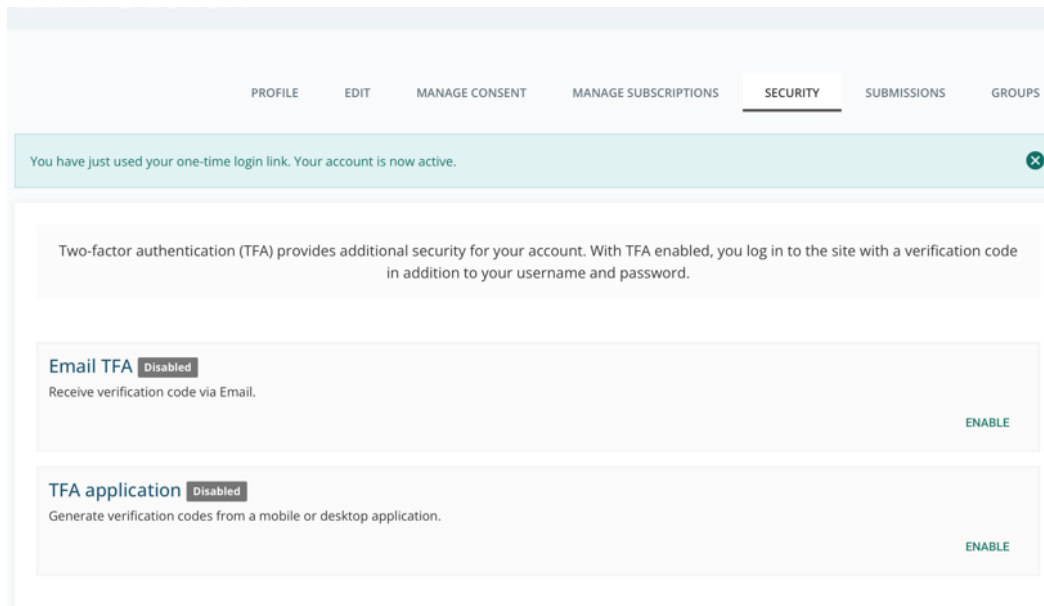 PROFILE EDIT MANAGE CONSENT MANAGE SUBSCRIPTIONS SECURITY SUBMISSIONS GROUPS
You have just used your one-time login link. Your account is now active.
Two-factor authentication (TFA) provides additional security for your account. With TFA enabled, you log in to the site with a verification code
in addition to your username and password.
Email TFA Disabled
Receive verification code via Email.
ENABLE
TFA application Disabled
Generate verification codes from a mobile or desktop application.
ENABLE